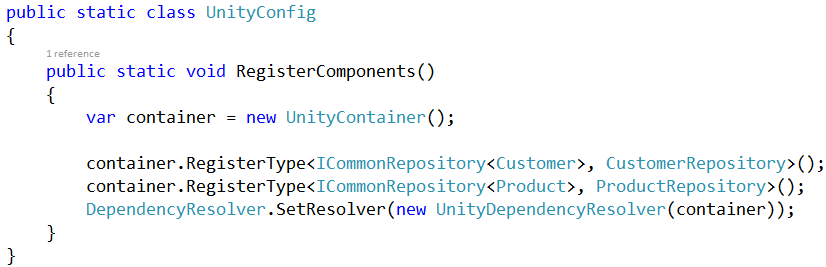 public static class UnityConfig
{
1 reference
public static void RegisterComponents()
{
var container = new UnityContainer();
container.RegisterType<ICommonRepository<Customer>, CustomerRepository>();
container.RegisterType<ICommonRepository<Product>, ProductRepository>();
DependencyResolver.SetResolver(new UnityDependencyResolver(container));
}
}